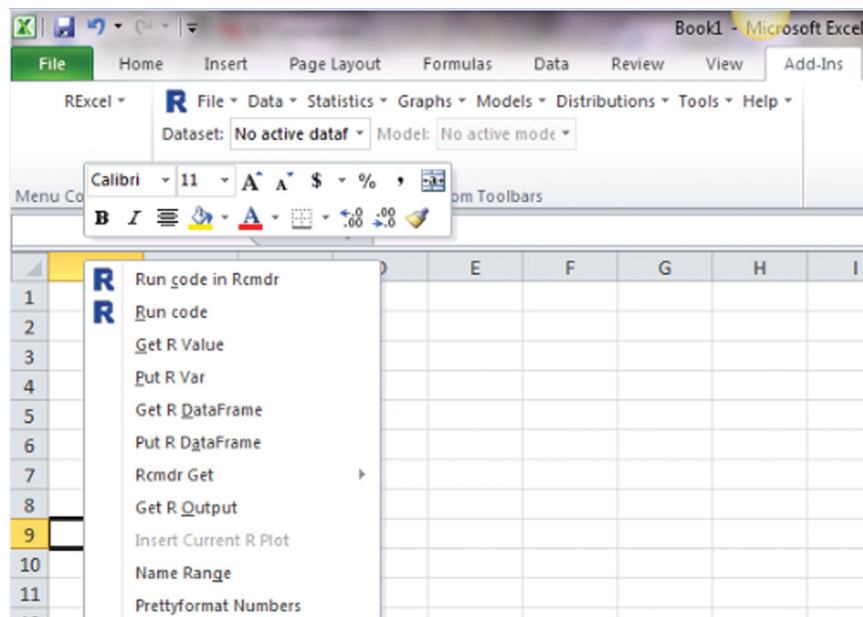 Book1 - Microsoft Excel
File Home Insert Page Layout Formulas Data Review View Add-Ins
RExcel R File Data Statistics Graphs Models Distributions Tools Help
Dataset: No active dataf Model: No active mode
Calibri 11 A A $ % ,
Menu Co om Toolbars
B I A .00 .00
E F G H I
1
R Run code in Rcmdr
2
R Run code
3
Get R Value
4
Put R Var
5
Get R DataFrame
6
Put R DataFrame
7
Rcmdr Get
8
Get R Output
9
Insert Current R Plot
10
Name Range
11
Prettyformat Numbers